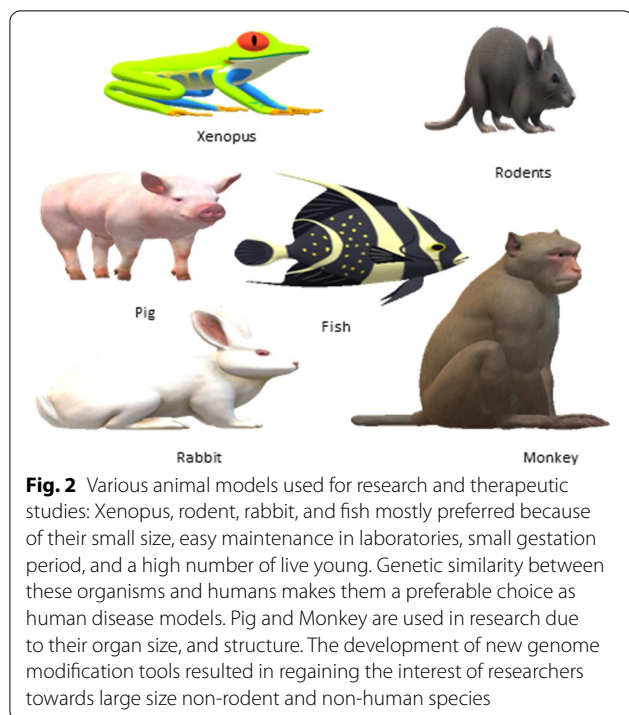 Xenopus
Rodents
Pig
Fish
Rabbit
Monkey
Fig. 2 Various animal models used for research and therapeutic
studies: Xenopus, rodent, rabbit, and fish mostly preferred because
of their small size, easy maintenance in laboratories, small gestation
period, and a high number of live young. Genetic similarity between
these organisms and humans makes them a preferable choice as
human disease models. Pig and Monkey are used in research due
to their organ size, and structure. The development of new genome
modification tools resulted in regaining the interest of researchers
towards large size non-rodent and non-human species